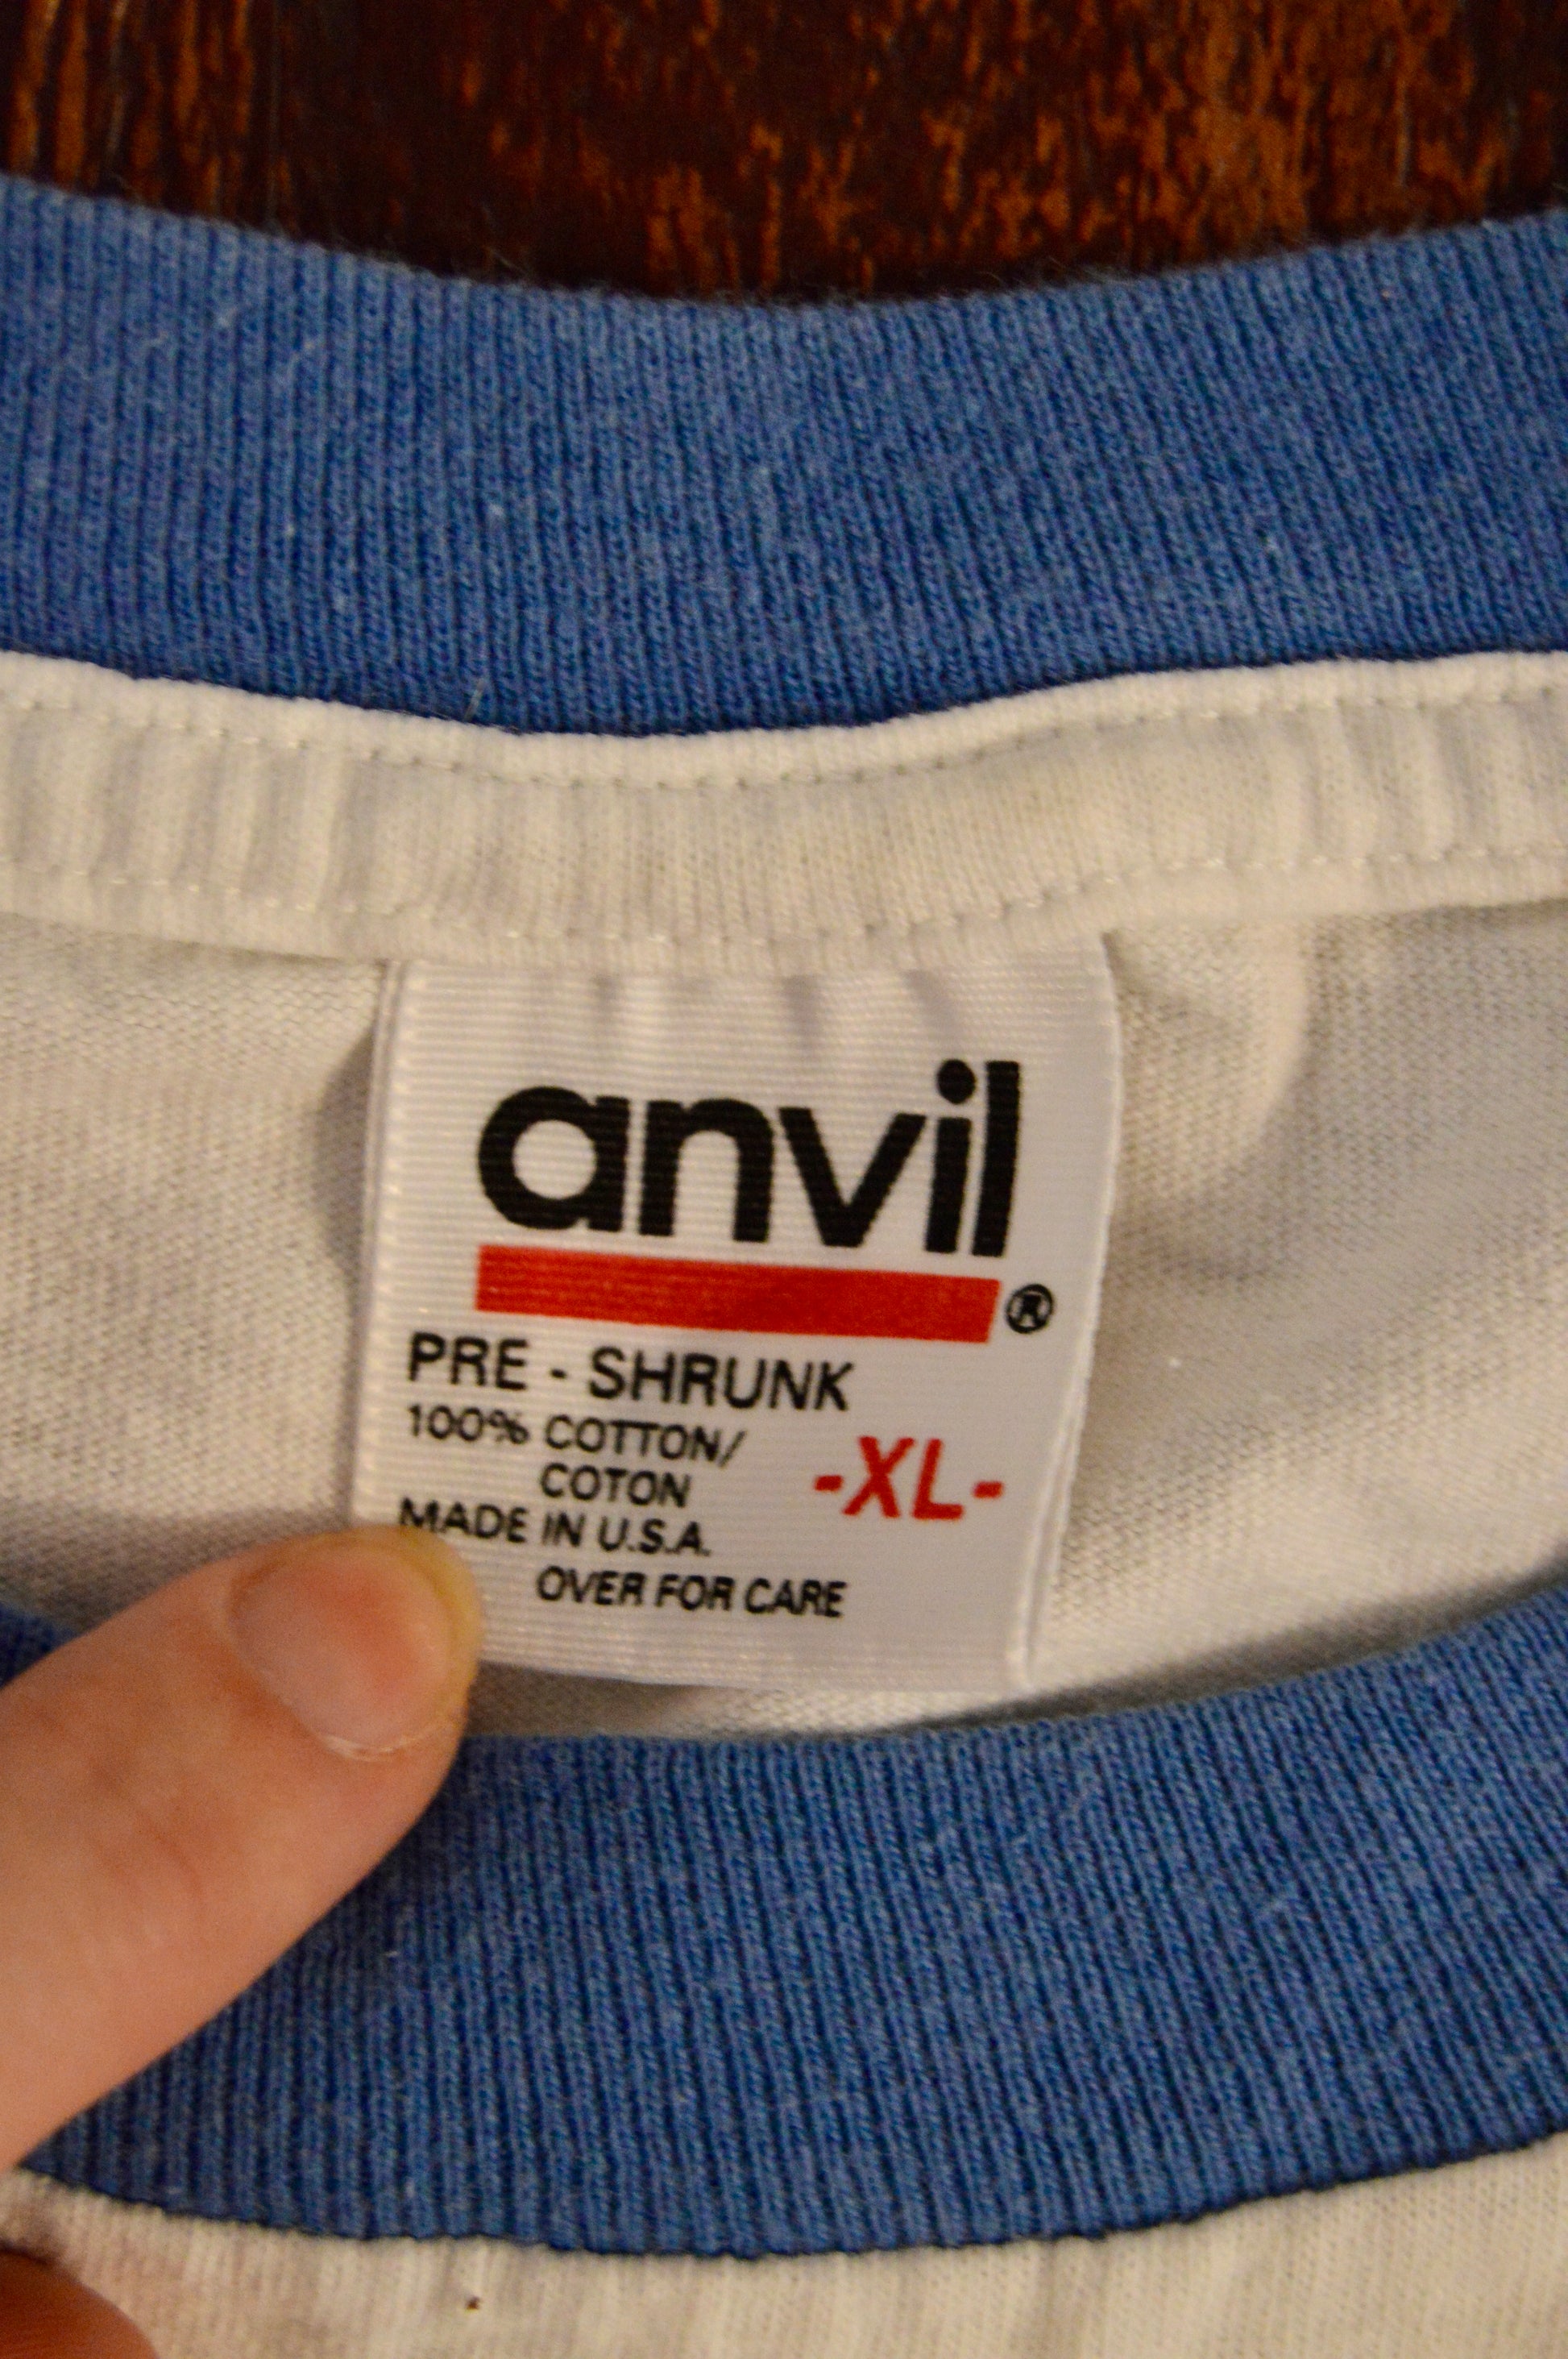 anvil
®
PRE - SHRUNK
100% COTTON/
COTON
-XL-
MADE IN U.S.A.
OVER FOR CARE